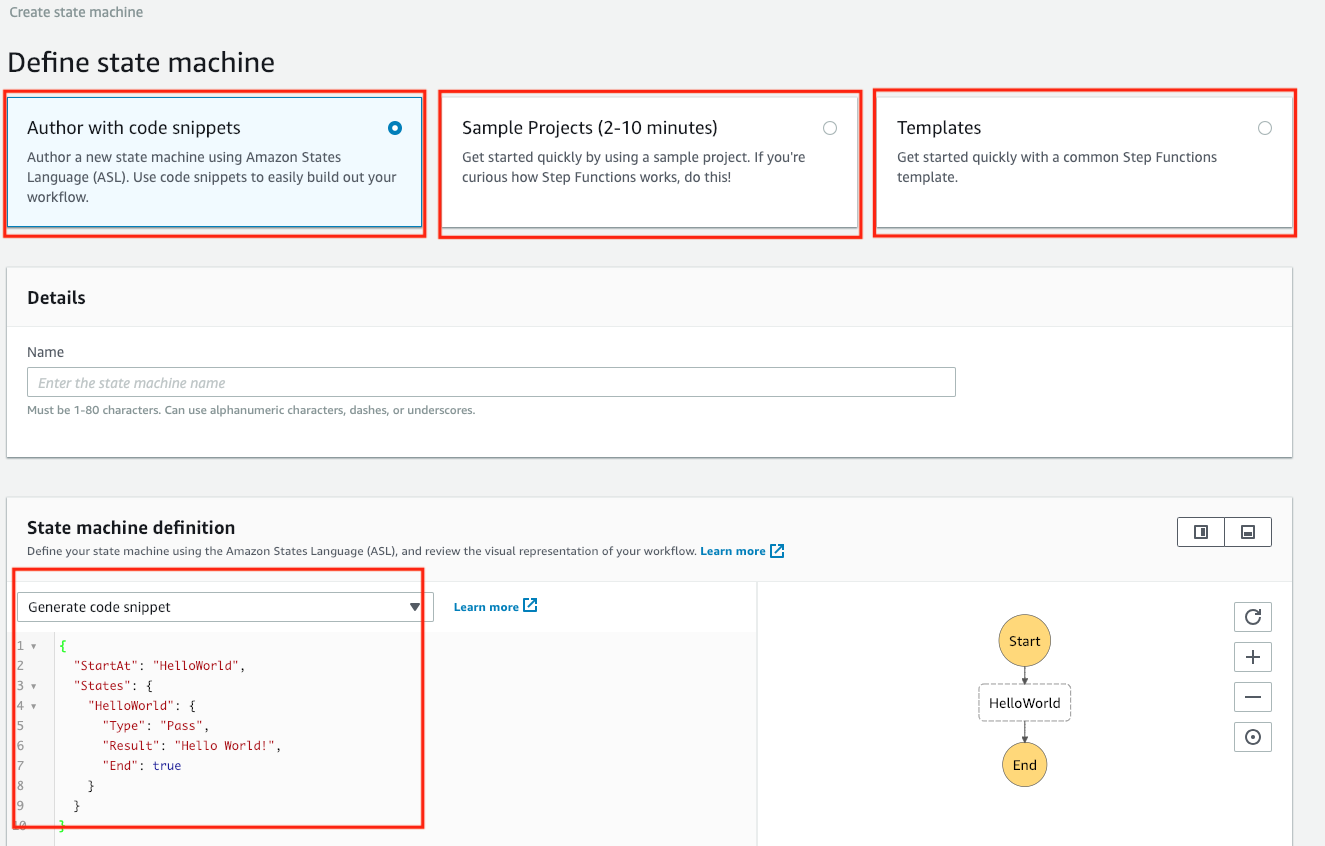 Create state machine
Define state machine
Author with code snippets
Author a new state machine using Amazon States
Language (ASL). Use code snippets to easily build out your
workflow.
Sample Projects (2-10 minutes)
Get started quickly by using a sample project. If you're
curious how Step Functions works, do this!
Templates
Get started quickly with a common Step Functions
template.
Details
Name
Enter the state machine name
Must be 1-80 characters. Can use alphanumeric characters, dashes, or underscores.
State machine definition
Define your state machine using the Amazon States Language (ASL), and review the visual representation of your workflow. Learn more
Generate code snippet
Learn more
1 {
2 "StartAt": "HelloWorld",
3 "States": {
4 "HelloWorld": {
5 "Type": "Pass",
6 "Result": "Hello World!",
7 "End": true
8 }
9 }
10 }
Start
HelloWorld
End